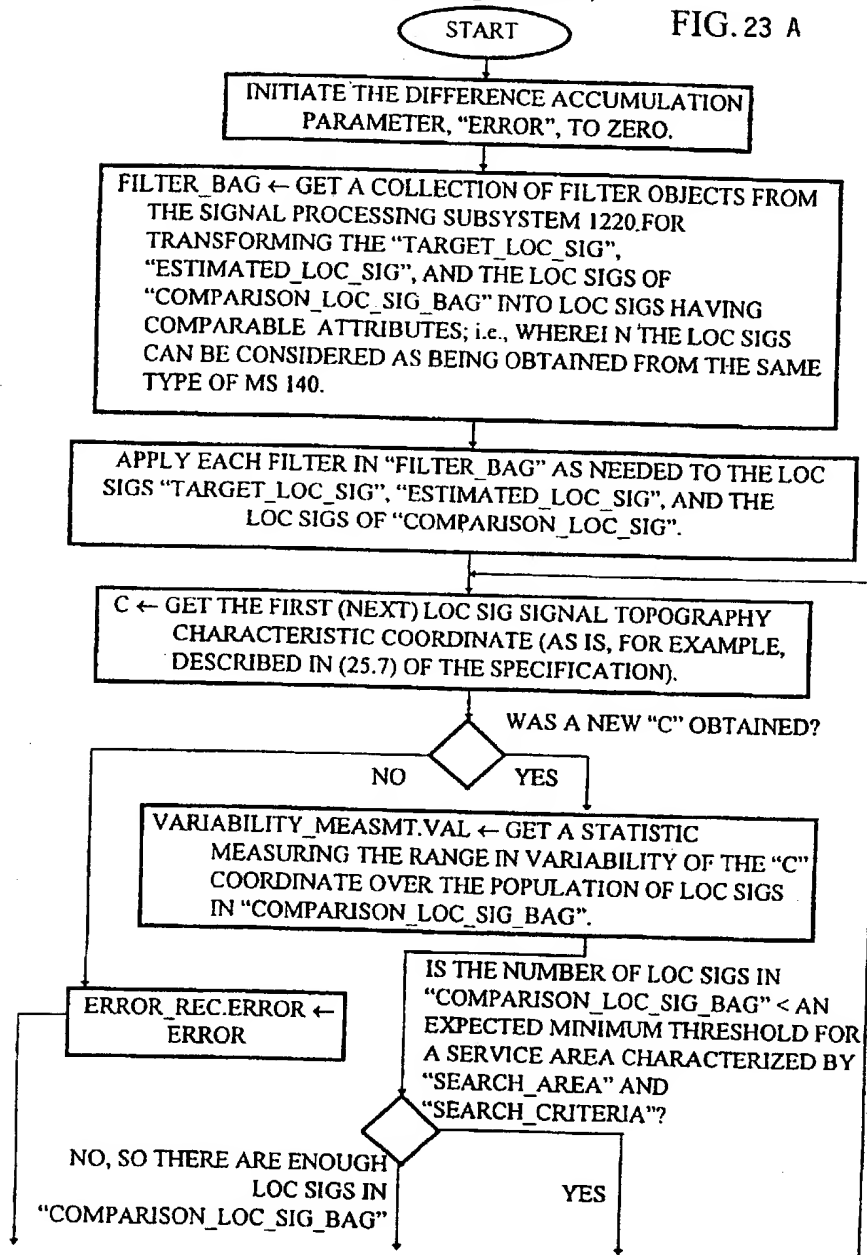 FIG.23 A
START
INITIATE THE DIFFERENCE ACCUMULATION
PARAMETER, “ERROR”, TO ZERO.
FILTER_BAG ← GET A COLLECTION OF FILTER OBJECTS FROM
THE SIGNAL PROCESSING SUBSYSTEM 1220.FOR
TRANSFORMING THE “TARGET_LOC_SIG”,
“ESTIMATED_LOC_SIG”, AND THE LOC SIGS OF
“COMPARISON_LOC_SIG_BAG” INTO LOC SIGS HAVING
COMPARABLE ATTRIBUTES; i.e., WHEREI N THE LOC SIGS
CAN BE CONSIDERED AS BEING OBTAINED FROM THE SAME
TYPE OF MS 140.
APPLY EACH FILTER IN “FILTER_BAG” AS NEEDED TO THE LOC
SIGS “TARGET_LOC_SIG”, “ESTIMATED_LOC_SIG”, AND THE
LOC SIGS OF “COMPARISON_LOC_SIG”.
C ← GET THE FIRST (NEXT) LOC SIG SIGNAL TOPOGRAPHY
CHARACTERISTIC COORDINATE (AS IS, FOR EXAMPLE,
DESCRIBED IN (25.7) OF THE SPECIFICATION).
WAS A NEW “C” OBTAINED?
NO
YES
VARIABILITY_MEASMT.VAL ← GET A STATISTIC
MEASURING THE RANGE IN VARIABILITY OF THE “C”
COORDINATE OVER THE POPULATION OF LOC SIGS
IN “COMPARISON_LOC_SIG_BAG”.
ERROR_REC.ERROR ←
ERROR
IS THE NUMBER OF LOC SIGS IN
“COMPARISON_LOC_SIG_BAG” < AN
EXPECTED MINIMUM THRESHOLD FOR
A SERVICE AREA CHARACTERIZED BY
“SEARCH_AREA” AND
“SEARCH_CRITERIA”?
NO, SO THERE ARE ENOUGH
LOC SIGS IN
“COMPARISON_LOC_SIG_BAG”
YES